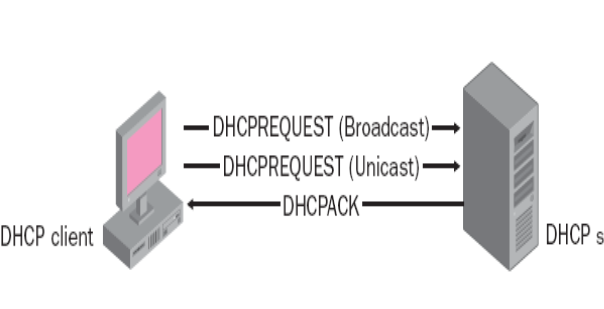 DHCPREQUEST (Broadcast)
DHCPREQUEST (Unicast)
DHCPACK
DHCP client
DHCP s